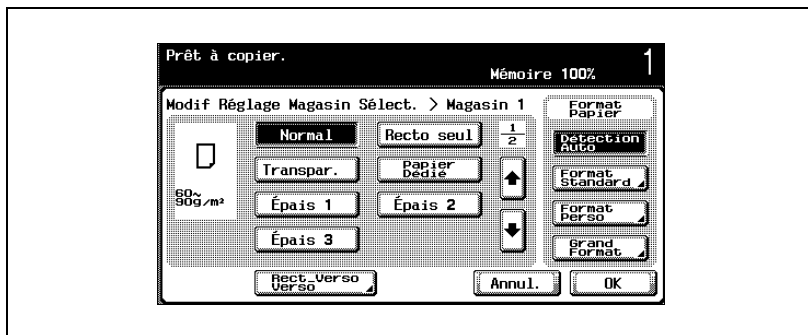 Prêt à copier.
Mémoire 100%
1
Modif Réglage Magasin Sélect. > Magasin 1
Format
Papier
Normal
Recto seul
1/2
Détection
Auto
Transpar.
Papier
Dédié
Format
Standard
60~
90g/m²
Épais 1
Épais 2
Format
Perso
Épais 3
Grand
Format
Rect_Verso
Verso
Annul.
OK